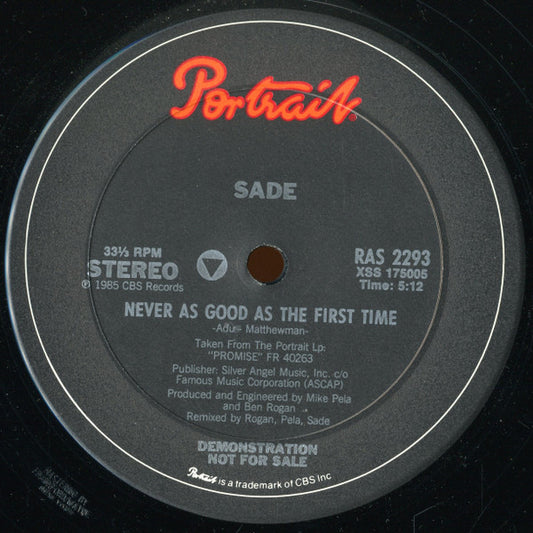 Portrait®
SADE
33⅓ RPM
STEREO
℗ 1985 CBS Records
RAS 2293
XSS 175005
Time: 5:12
NEVER AS GOOD AS THE FIRST TIME
-Adu- Matthewman-
Taken From The Portrait Lp:
"PROMISE" FR 40263
Publisher: Silver Angel Music, Inc. c/o
Famous Music Corporation (ASCAP)
Produced and Engineered by Mike Pela
and Ben Rogan
Remixed by Rogan, Pela, Sade
DEMONSTRATION
NOT FOR SALE
Portrait is a trademark of CBS Inc